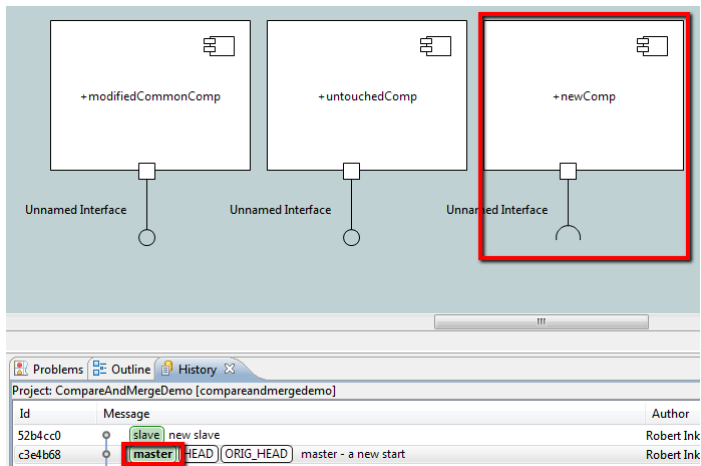 +modifiedCommonComp +untouchedComp +newComp
Unnamed Interface Unnamed Interface Unnamed Interface
Problems Outline History
Project: CompareAndMergeDemo [compareandmergedemo]
Id Message Author
52b4cc0 slave new slave Robert Ink
c3e4b68 master HEAD ORIG_HEAD master - a new start Robert Ink